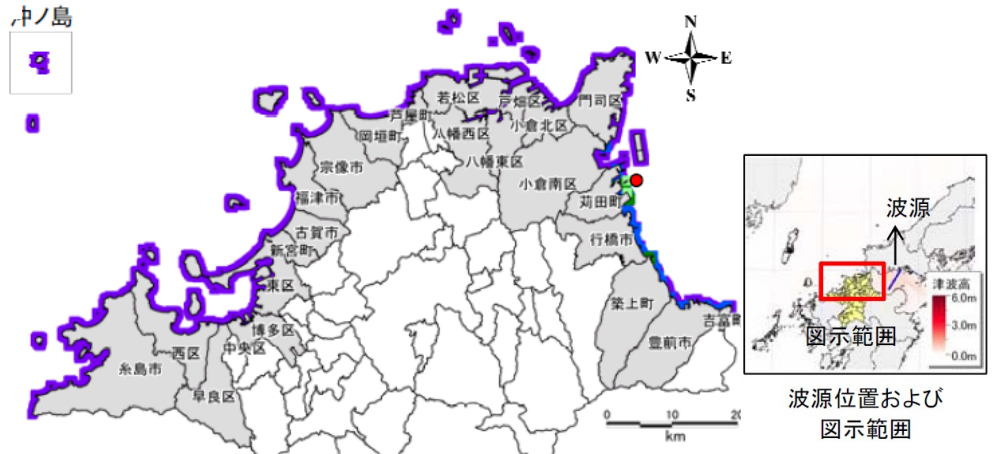 沖ノ島
N
W
E
S
若松区
戸畑区
門司区
芦屋町
小倉北区
岡垣町
八幡西区
八幡東区
宗像市
小倉南区
福津市
苅田町
古賀市
行橋市
新宮町
東区
築上町
博多区
吉富町
中央区
西区
豊前市
糸島市
早良区
0 10 20
km
波源
津波高
6.0m
3.0m
0.0m
図示範囲
波源位置および
図示範囲